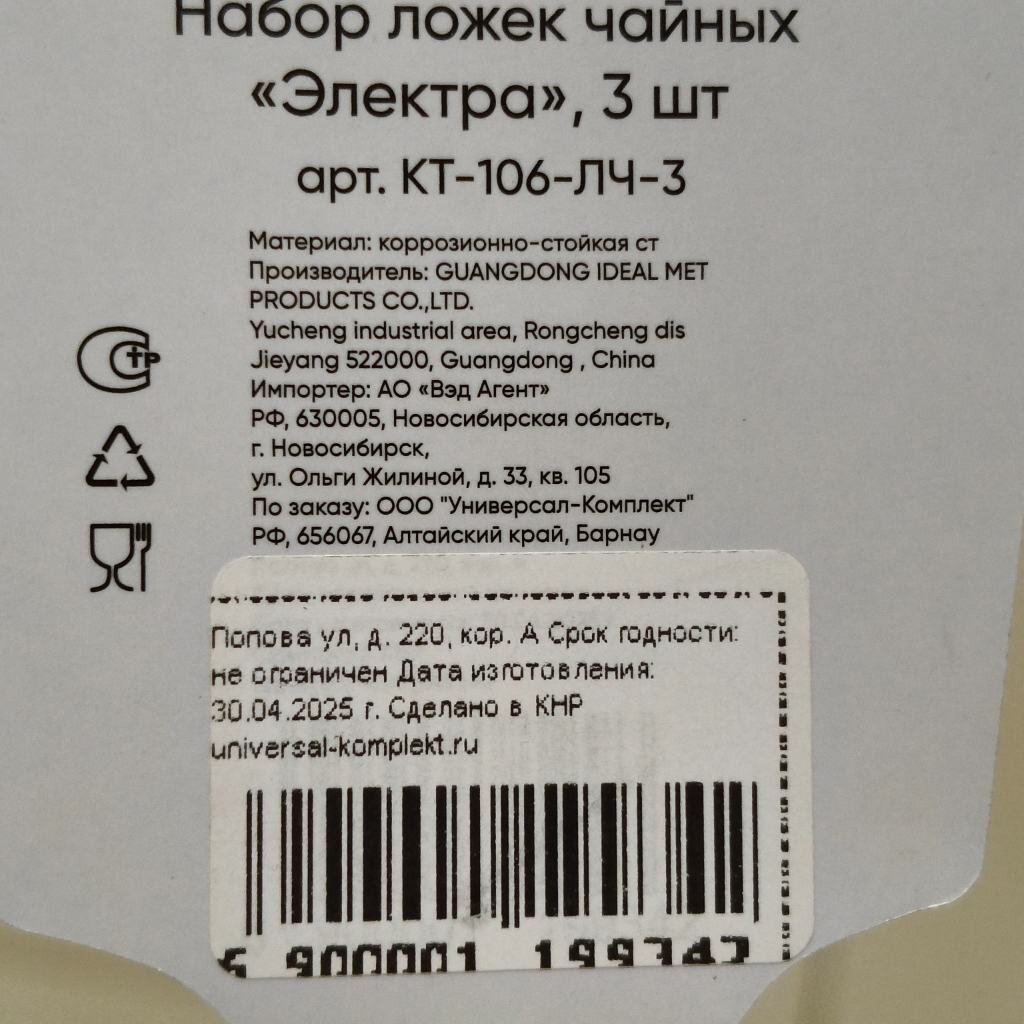 Набор ложек чайных
«Электра», 3 шт
арт. КТ-106-ЛЧ-3
Материал: коррозионно-стойкая ст
Производитель: GUANGDONG IDEAL MET
PRODUCTS CO.,LTD.
Yucheng industrial area, Rongcheng dis
Jieyang 522000, Guangdong , China
Импортер: АО «Вэд Агент»
РФ, 630005, Новосибирская область,
г. Новосибирск,
ул. Ольги Жилиной, д. 33, кв. 105
По заказу: ООО "Универсал-Комплект"
РФ, 656067, Алтайский край, Барнау
Попова ул, д. 220, кор. А Срок годности:
не ограничен Дата изготовления:
30.04.2025 г. Сделано в КНР
universal-komplekt.ru
6 900001 199747